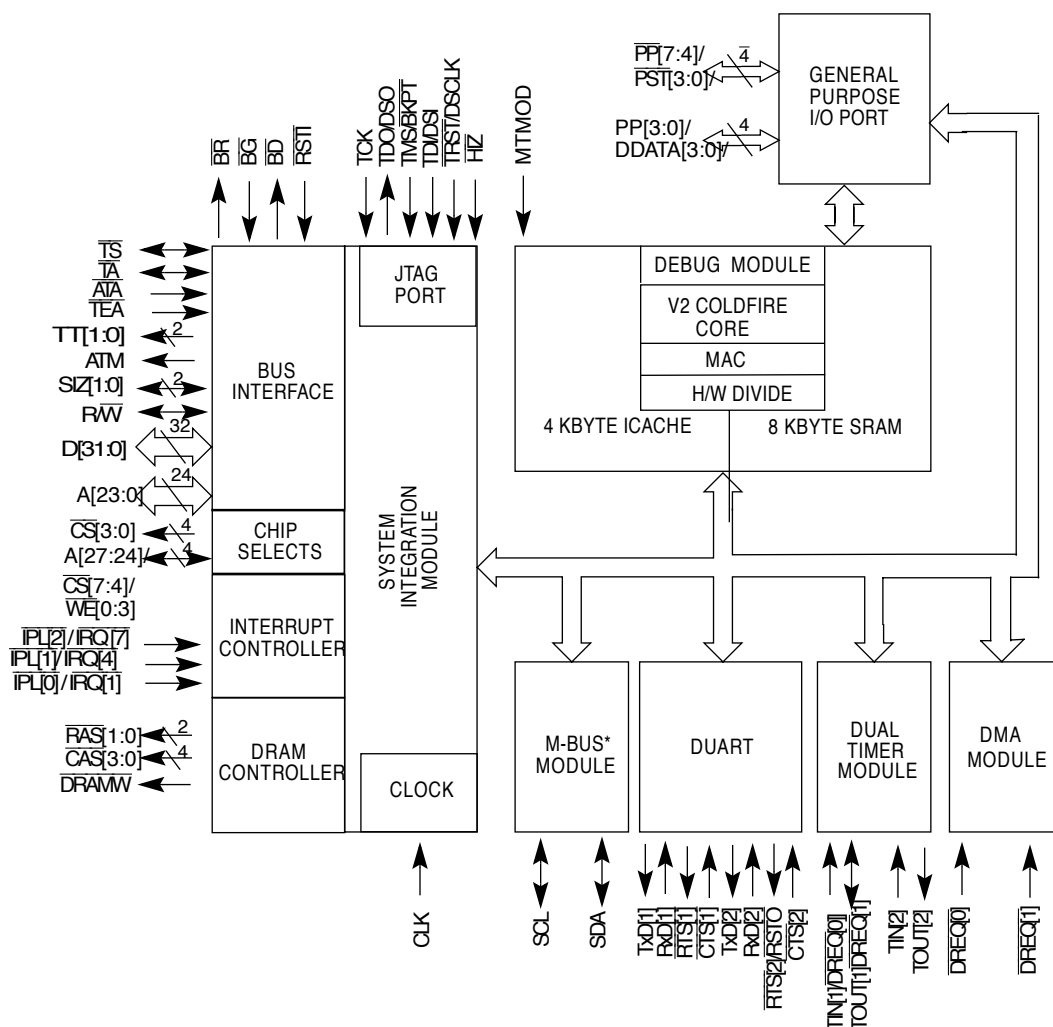 PP[7:4]/
PST[3:0]/
4
PP[3:0]/
DDATA[3:0]/
4
GENERAL
PURPOSE
I/O PORT
BR
BG
BD
RSTI
TCK
TDO/DSO
TMS/BKPT
TDI/DSI
TRST/DSCLK
HIZ
MTMOD
TS
TA
ATA
TEA
TT[1:0]
2
ATM
SIZ[1:0]
2
R/W
D[31:0]
32
A[23:0]
24
CS[3:0]
4
A[27:24]/
4
CS[7:4]/
WE[0:3]
IPL[2]/IRQ[7]
IPL[1]/IRQ[4]
IPL[0]/IRQ[1]
RAS[1:0]
2
CAS[3:0]
4
DRAMW
BUS
INTERFACE
CHIP
SELECTS
INTERRUPT
CONTROLLER
DRAM
CONTROLLER
JTAG
PORT
SYSTEM
INTEGRATION
MODULE
CLOCK
CLK
DEBUG MODULE
V2 COLDFIRE
CORE
MAC
H/W DIVIDE
4 KBYTE ICACHE
8 KBYTE SRAM
M-BUS*
MODULE
DUART
DUAL
TIMER
MODULE
DMA
MODULE
SCL
SDA
TxD[1]
RxD[1]
RTS[1]
CTS[1]
TxD[2]
RxD[2]
RTS[2]/RSTO
CTS[2]
TIN[1]/DREQ[0]
TOUT[1]DREQ[1]
TIN[2]
TOUT[2]
DREQ[0]
DREQ[1]